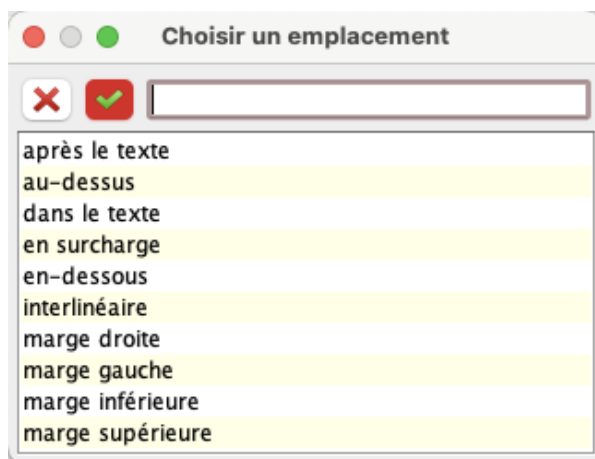 Choisir un emplacement
après le texte
au-dessus
dans le texte
en surcharge
en-dessous
interlinéaire
marge droite
marge gauche
marge inférieure
marge supérieure